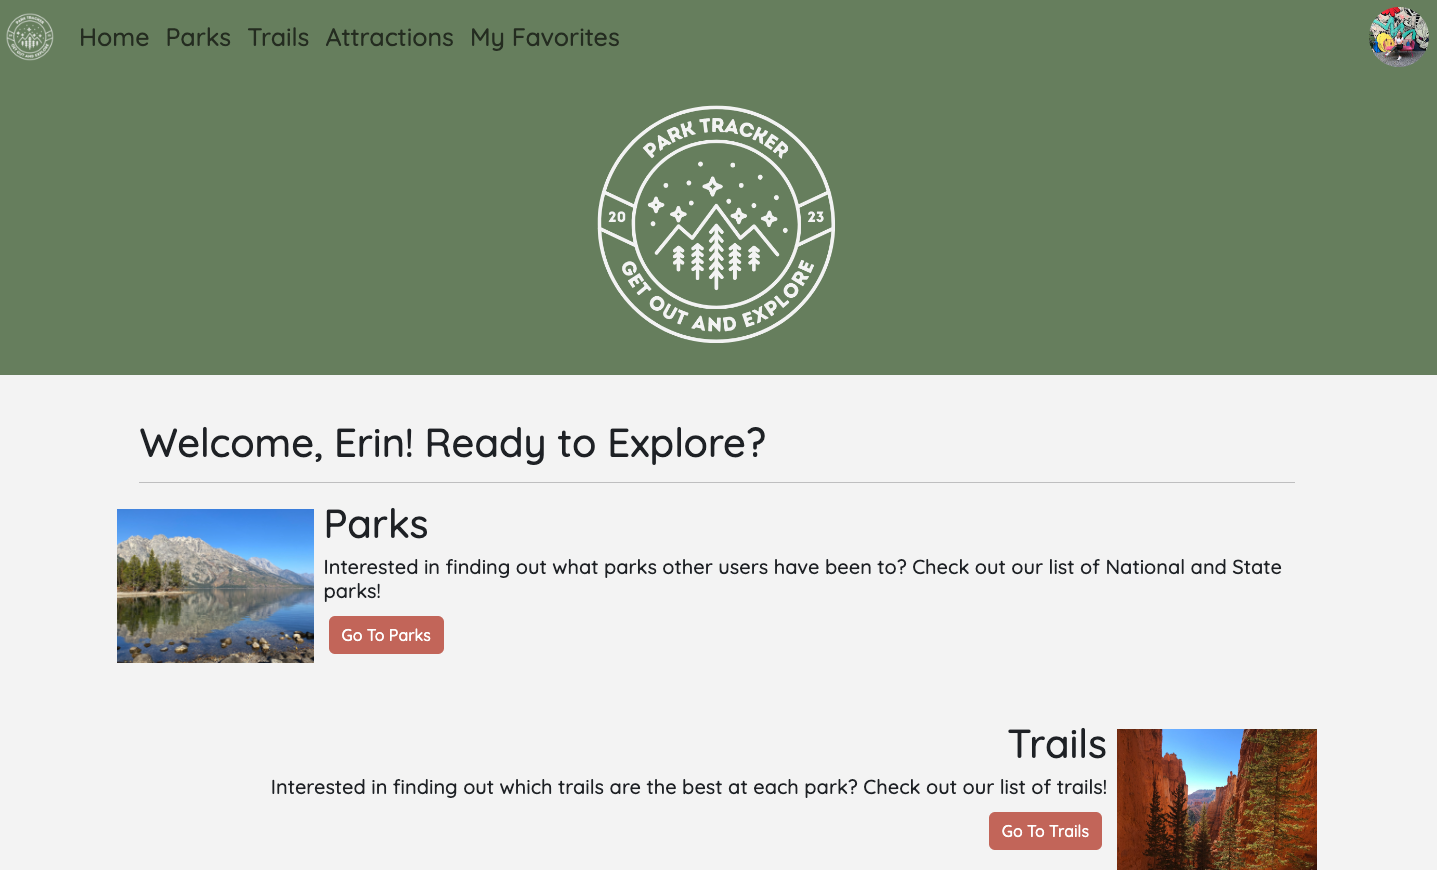 Home Parks Trails Attractions My Favorites
PARK TRACKER
20 23
GET OUT AND EXPLORE
Welcome, Erin! Ready to Explore?
Parks
Interested in finding out what parks other users have been to? Check out our list of National and State
parks!
Go To Parks
Trails
Interested in finding out which trails are the best at each park? Check out our list of trails!
Go To Trails